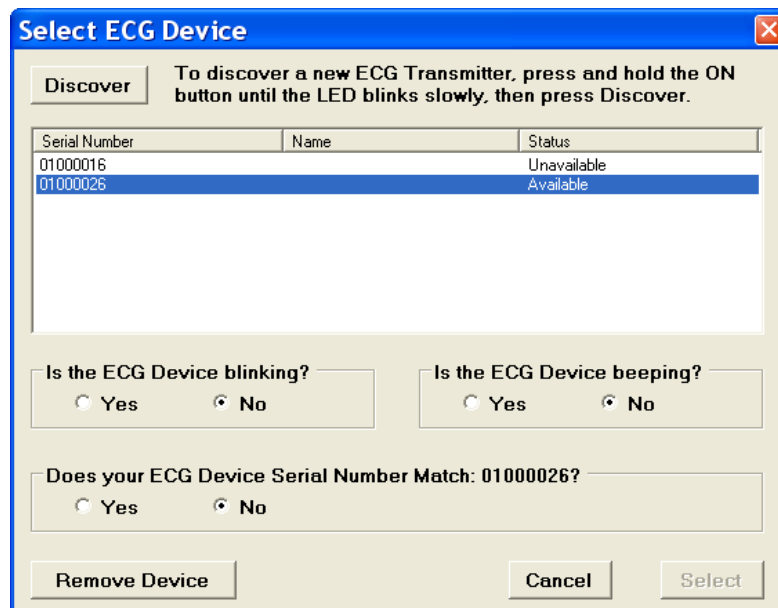 Select ECG Device
Discover
To discover a new ECG Transmitter, press and hold the ON
button until the LED blinks slowly, then press Discover.
Serial Number Name Status
01000016 Unavailable
01000026 Available
Is the ECG Device blinking? Is the ECG Device beeping?
Yes No Yes No
Does your ECG Device Serial Number Match: 01000026?
Yes No
Remove Device Cancel Select